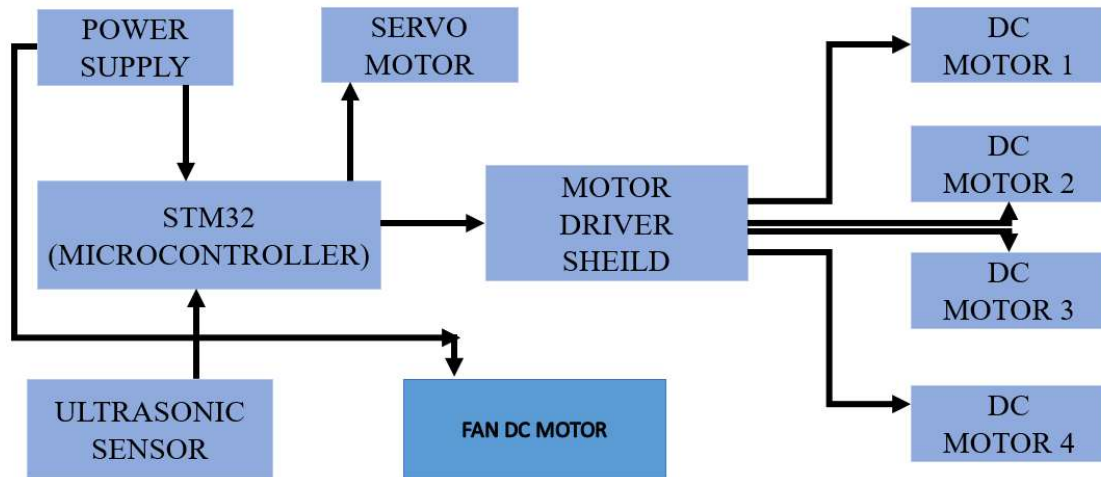 POWER
SUPPLY
SERVO
MOTOR
DC
MOTOR 1
DC
MOTOR 2
STM32
(MICROCONTROLLER)
MOTOR
DRIVER
SHEILD
DC
MOTOR 3
ULTRASONIC
SENSOR
FAN DC MOTOR
DC
MOTOR 4